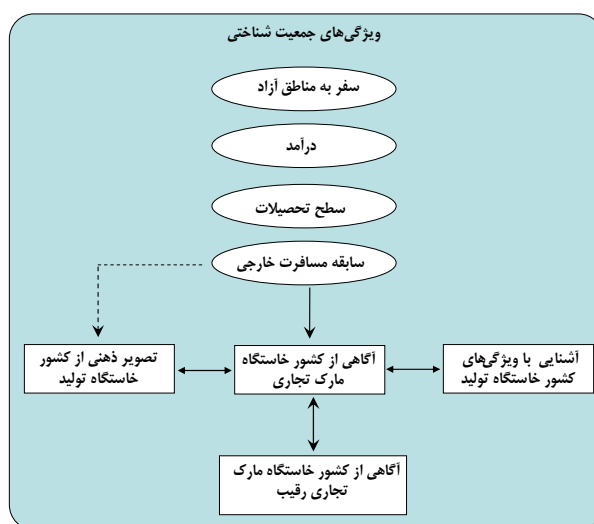 ویژگی‌های جمعیت شناختی
سفر به مناطق آزاد
درآمد
سطح تحصیلات
سابقه مسافرت خارجی
آشنایی با ویژگی‌های
کشور خاستگاه تولید
آگاهی از کشور خاستگاه
مارک تجاری
تصویر ذهنی از کشور
خاستگاه تولید
آگاهی از کشور خاستگاه مارک
تجاری رقیب